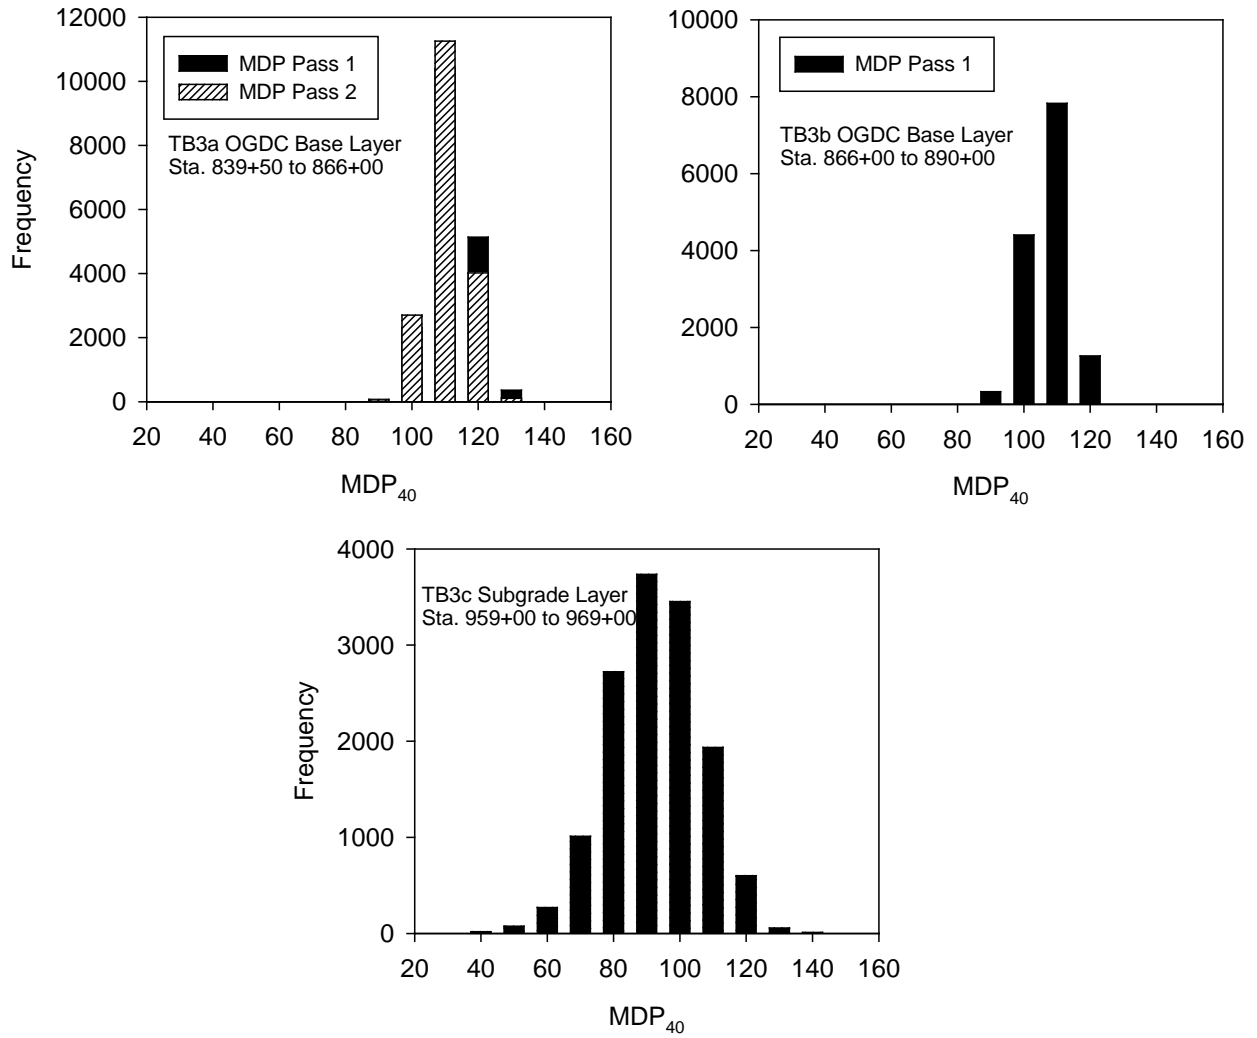 12000
10000
8000
6000
4000
2000
0
Frequency
MDP Pass 1
MDP Pass 2
TB3a OGDC Base Layer
Sta. 839+50 to 866+00
20 40 60 80 100 120 140 160
MDP40
10000
8000
6000
4000
2000
0
MDP Pass 1
TB3b OGDC Base Layer
Sta. 866+00 to 890+00
20 40 60 80 100 120 140 160
MDP40
4000
3000
2000
1000
0
Frequency
TB3c Subgrade Layer
Sta. 959+00 to 969+00
20 40 60 80 100 120 140 160
MDP40